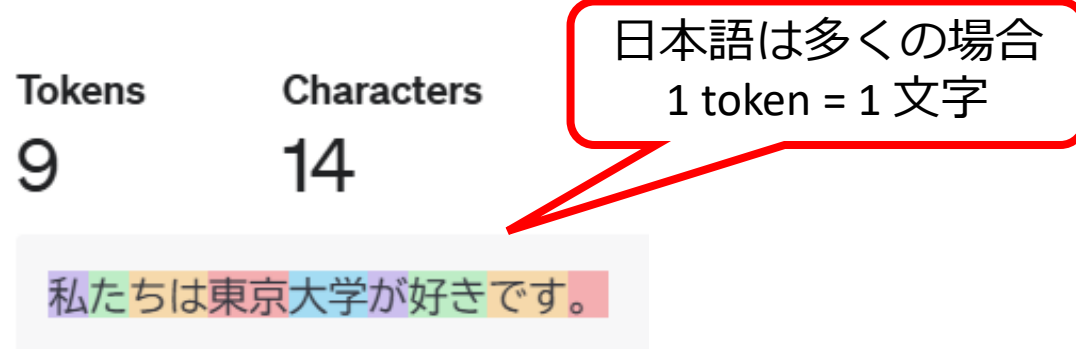 日本語は多くの場合
1 token = 1 文字
Tokens Characters
9 14
私たちは東京大学が好きです。